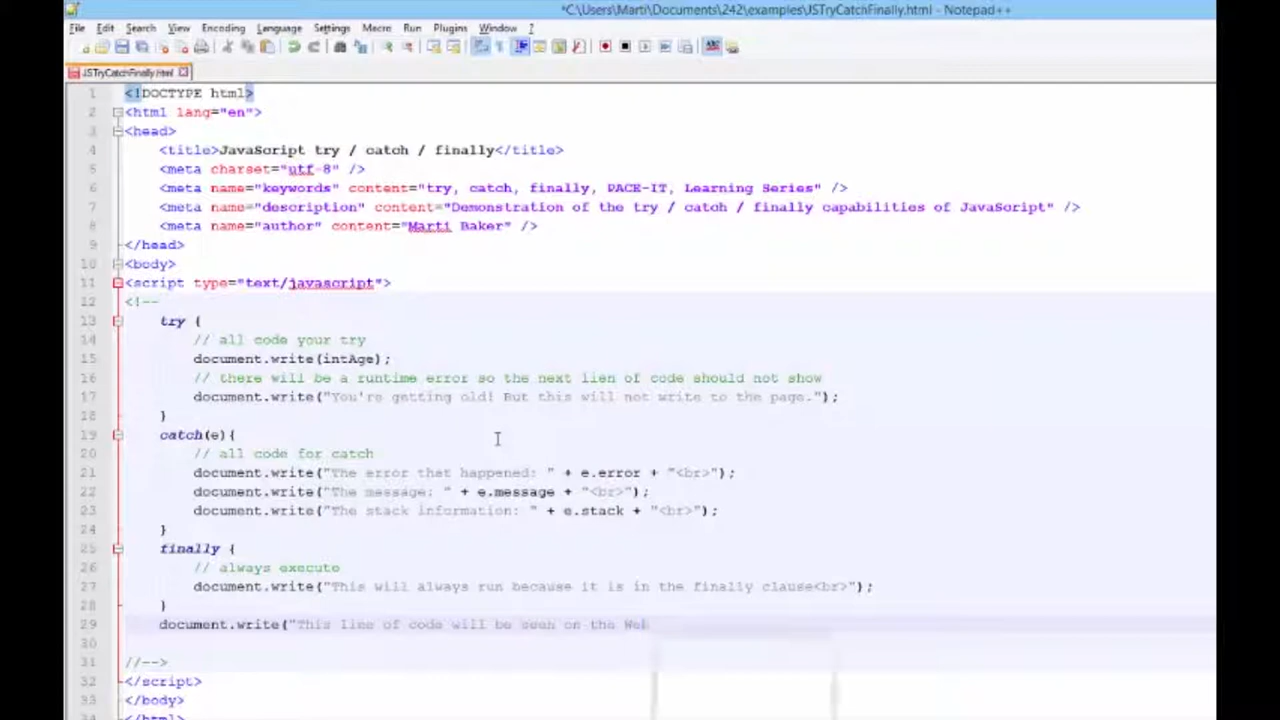 *C:\Users\Marti\Documents\242\examples\JSTryCatchFinally.html - Notepad++
File Edit Search View Encoding Language Settings Macro Run Plugins Window ?
JSTryCatchFinally.html
1 <!DOCTYPE html>
2 <html lang="en">
3 <head>
4 <title>JavaScript try / catch / finally</title>
5 <meta charset="utf-8" />
6 <meta name="keywords" content="try, catch, finally, PACE-IT, Learning Series" />
7 <meta name="description" content="Demonstration of the try / catch / finally capabilities of JavaScript" />
8 <meta name="author" content="Marti Baker" />
9 </head>
10 <body>
11 <script type="text/javascript">
12 <!--
13 try {
14 // all code your try
15 document.write(intAge);
16 // there will be a runtime error so the next lien of code should not show
17 document.write("You're getting old! But this will not write to the page.");
18 }
19 catch(e){
20 // all code for catch
21 document.write("The error that happened: " + e.error + "<br>");
22 document.write("The message: " + e.message + "<br>");
23 document.write("The stack information: " + e.stack + "<br>");
24 }
25 finally {
26 // always execute
27 document.write("This will always run because it is in the finally clause<br>");
28 }
29 document.write("This line of code will be seen on the Web
30
31 //-->
32 </script>
33 </body>
34 </html>